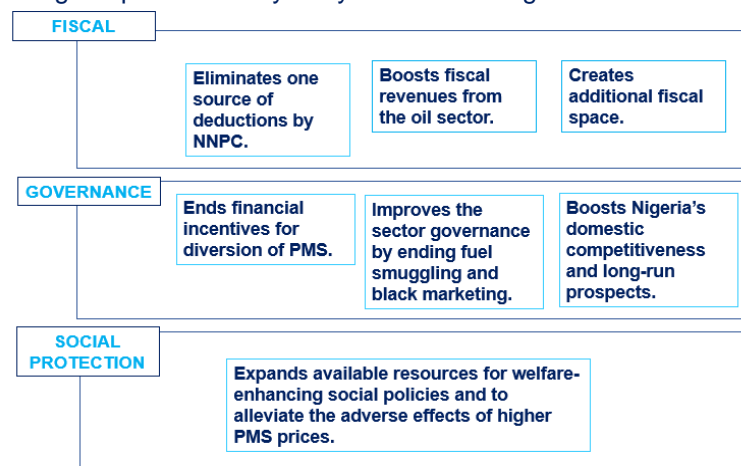 FISCAL
Eliminates one
source of
deductions by
NNPC.
Boosts fiscal
revenues from
the oil sector.
Creates
additional fiscal
space.
GOVERNANCE
Ends financial
incentives for
diversion of PMS.
Improves the
sector governance
by ending fuel
smuggling and
black marketing.
Boosts Nigeria's
domestic
competitiveness
and long-run
prospects.
SOCIAL
PROTECTION
Expands available resources for welfare-
enhancing social policies and to
alleviate the adverse effects of higher
PMS prices.